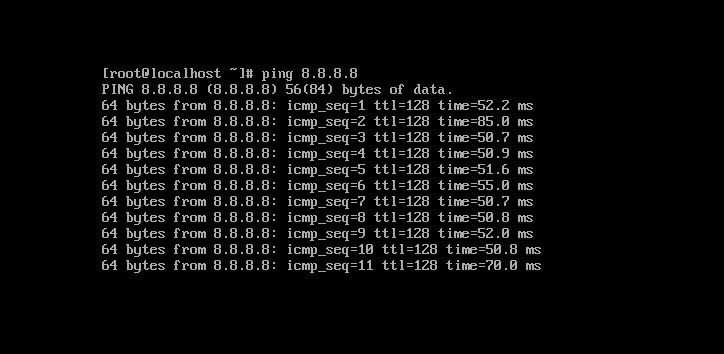 [root@localhost ~]# ping 8.8.8.8
PING 8.8.8.8 (8.8.8.8) 56(84) bytes of data.
64 bytes from 8.8.8.8: icmp_seq=1 ttl=128 time=52.2 ms
64 bytes from 8.8.8.8: icmp_seq=2 ttl=128 time=85.0 ms
64 bytes from 8.8.8.8: icmp_seq=3 ttl=128 time=50.7 ms
64 bytes from 8.8.8.8: icmp_seq=4 ttl=128 time=50.9 ms
64 bytes from 8.8.8.8: icmp_seq=5 ttl=128 time=51.6 ms
64 bytes from 8.8.8.8: icmp_seq=6 ttl=128 time=55.0 ms
64 bytes from 8.8.8.8: icmp_seq=7 ttl=128 time=50.7 ms
64 bytes from 8.8.8.8: icmp_seq=8 ttl=128 time=50.8 ms
64 bytes from 8.8.8.8: icmp_seq=9 ttl=128 time=52.0 ms
64 bytes from 8.8.8.8: icmp_seq=10 ttl=128 time=50.8 ms
64 bytes from 8.8.8.8: icmp_seq=11 ttl=128 time=70.0 ms